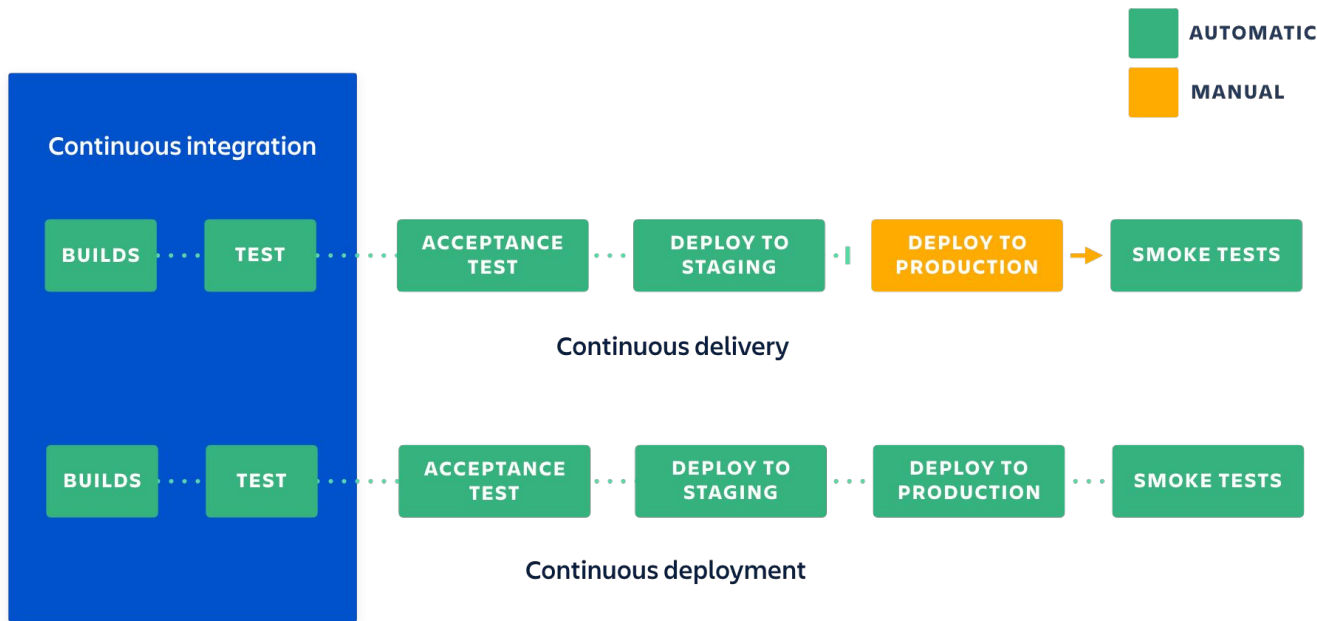 AUTOMATIC
MANUAL
Continuous integration
BUILDS
TEST
ACCEPTANCE
TEST
DEPLOY TO
STAGING
DEPLOY TO
PRODUCTION
SMOKE TESTS
Continuous delivery
BUILDS
TEST
ACCEPTANCE
TEST
DEPLOY TO
STAGING
DEPLOY TO
PRODUCTION
SMOKE TESTS
Continuous deployment